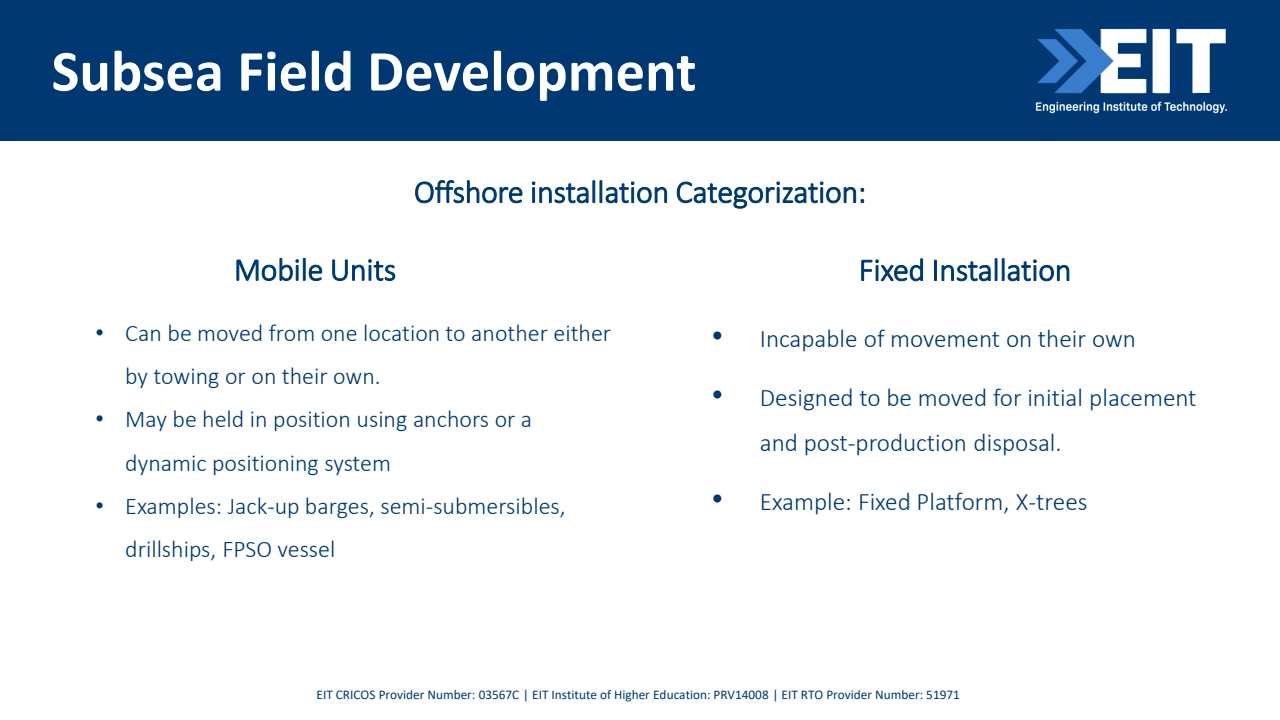 Subsea Field Development
EIT
Engineering Institute of Technology.
Offshore installation Categorization:
Mobile Units
• Can be moved from one location to another either
by towing or on their own.
• May be held in position using anchors or a
dynamic positioning system
• Examples: Jack-up barges, semi-submersibles,
drillships, FPSO vessel
Fixed Installation
• Incapable of movement on their own
• Designed to be moved for initial placement
and post-production disposal.
• Example: Fixed Platform, X-trees
EIT CRICOS Provider Number: 03567C | EIT Institute of Higher Education: PRV14008 | EIT RTO Provider Number: 51971